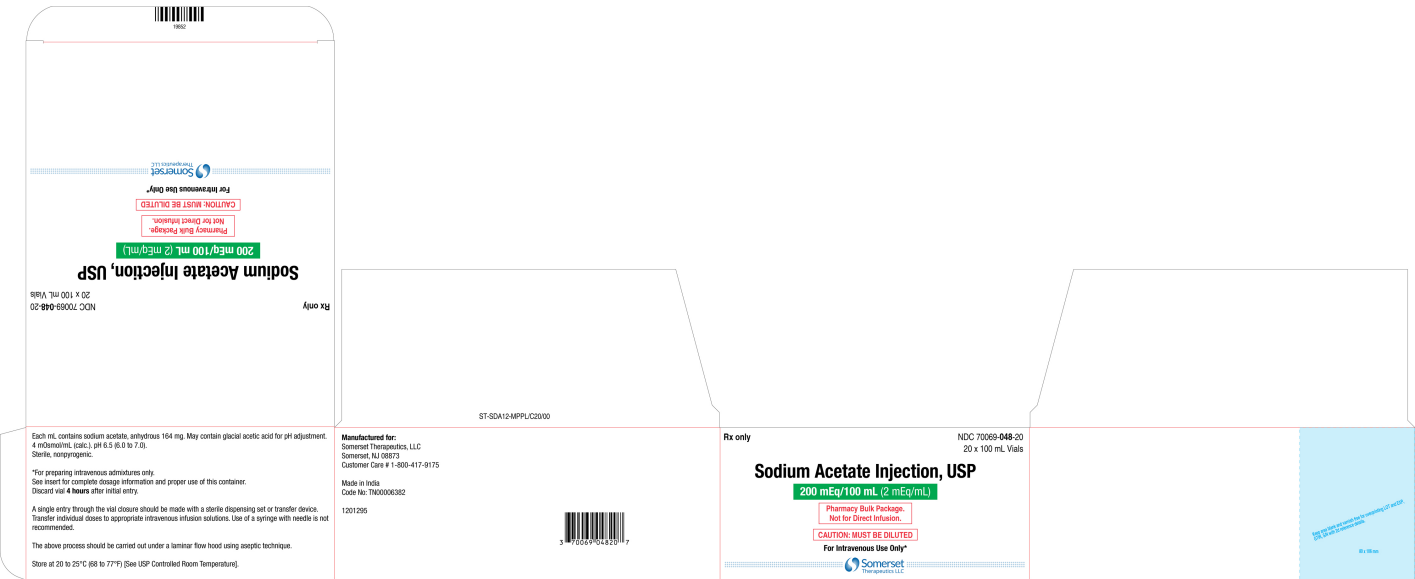 19852
Rx only
NDC 70069-048-20
20 x 100 mL Vials
Sodium Acetate Injection, USP
200 mEq/100 mL (2 mEq/mL)
Pharmacy Bulk Package.
Not for Direct Infusion.
CAUTION: MUST BE DILUTED
For Intravenous Use Only*
Somerset
Therapeutics LLC
Each mL contains sodium acetate, anhydrous 164 mg. May contain glacial acetic acid for pH adjustment.
4 mOsmol/mL (calc.). pH 6.5 (6.0 to 7.0).
Sterile, nonpyrogenic.
*For preparing intravenous admixtures only.
See insert for complete dosage information and proper use of this container.
Discard vial 4 hours after initial entry.
A single entry through the vial closure should be made with a sterile dispensing set or transfer device.
Transfer individual doses to appropriate intravenous infusion solutions. Use of a syringe with needle is not
recommended.
The above process should be carried out under a laminar flow hood using aseptic technique.
Store at 20 to 25°C (68 to 77°F) [See USP Controlled Room Temperature].
ST-SDA12-MPPL/C20/00
Manufactured for:
Somerset Therapeutics, LLC
Somerset, NJ 08873
Customer Care # 1-800-417-9175
Made in India
Code No: TN00006382
1201295
3 70069 04820 7
Rx only
NDC 70069-048-20
20 x 100 mL Vials
Sodium Acetate Injection, USP
200 mEq/100 mL (2 mEq/mL)
Pharmacy Bulk Package.
Not for Direct Infusion.
CAUTION: MUST BE DILUTED
For Intravenous Use Only*
Somerset
Therapeutics LLC